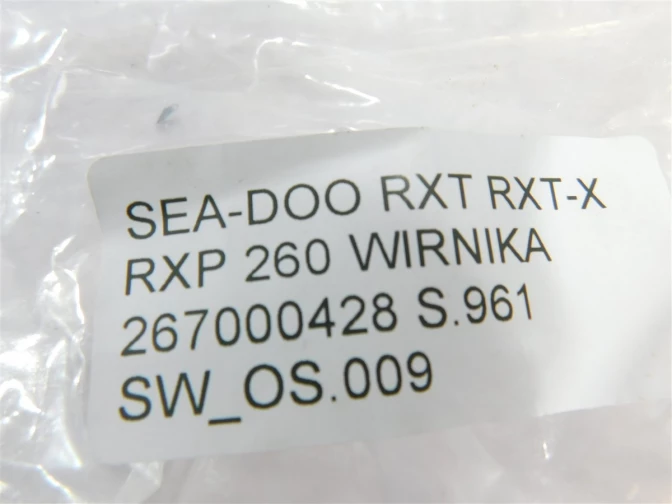 SEA-DOO RXT RXT-X
RXP 260 WIRNIKA
267000428 S.961
SW_OS.009